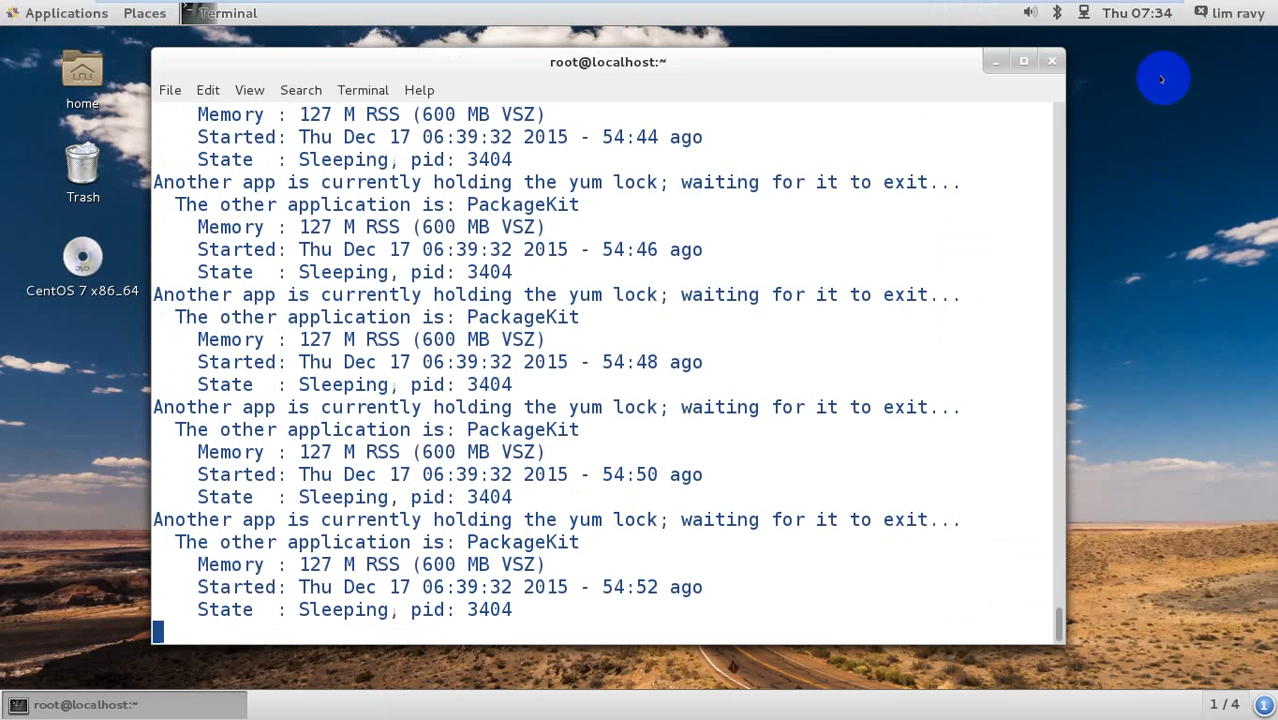 Applications Places Terminal Thu 07:34 lim ravy
root@localhost:~
File Edit View Search Terminal Help
home
Trash
DVD
CentOS 7 x86_64
Memory : 127 M RSS (600 MB VSZ)
Started: Thu Dec 17 06:39:32 2015 - 54:44 ago
State : Sleeping, pid: 3404
Another app is currently holding the yum lock; waiting for it to exit...
The other application is: PackageKit
Memory : 127 M RSS (600 MB VSZ)
Started: Thu Dec 17 06:39:32 2015 - 54:46 ago
State : Sleeping, pid: 3404
Another app is currently holding the yum lock; waiting for it to exit...
The other application is: PackageKit
Memory : 127 M RSS (600 MB VSZ)
Started: Thu Dec 17 06:39:32 2015 - 54:48 ago
State : Sleeping, pid: 3404
Another app is currently holding the yum lock; waiting for it to exit...
The other application is: PackageKit
Memory : 127 M RSS (600 MB VSZ)
Started: Thu Dec 17 06:39:32 2015 - 54:50 ago
State : Sleeping, pid: 3404
Another app is currently holding the yum lock; waiting for it to exit...
The other application is: PackageKit
Memory : 127 M RSS (600 MB VSZ)
Started: Thu Dec 17 06:39:32 2015 - 54:52 ago
State : Sleeping, pid: 3404
root@localhost:~ 1 / 4 1